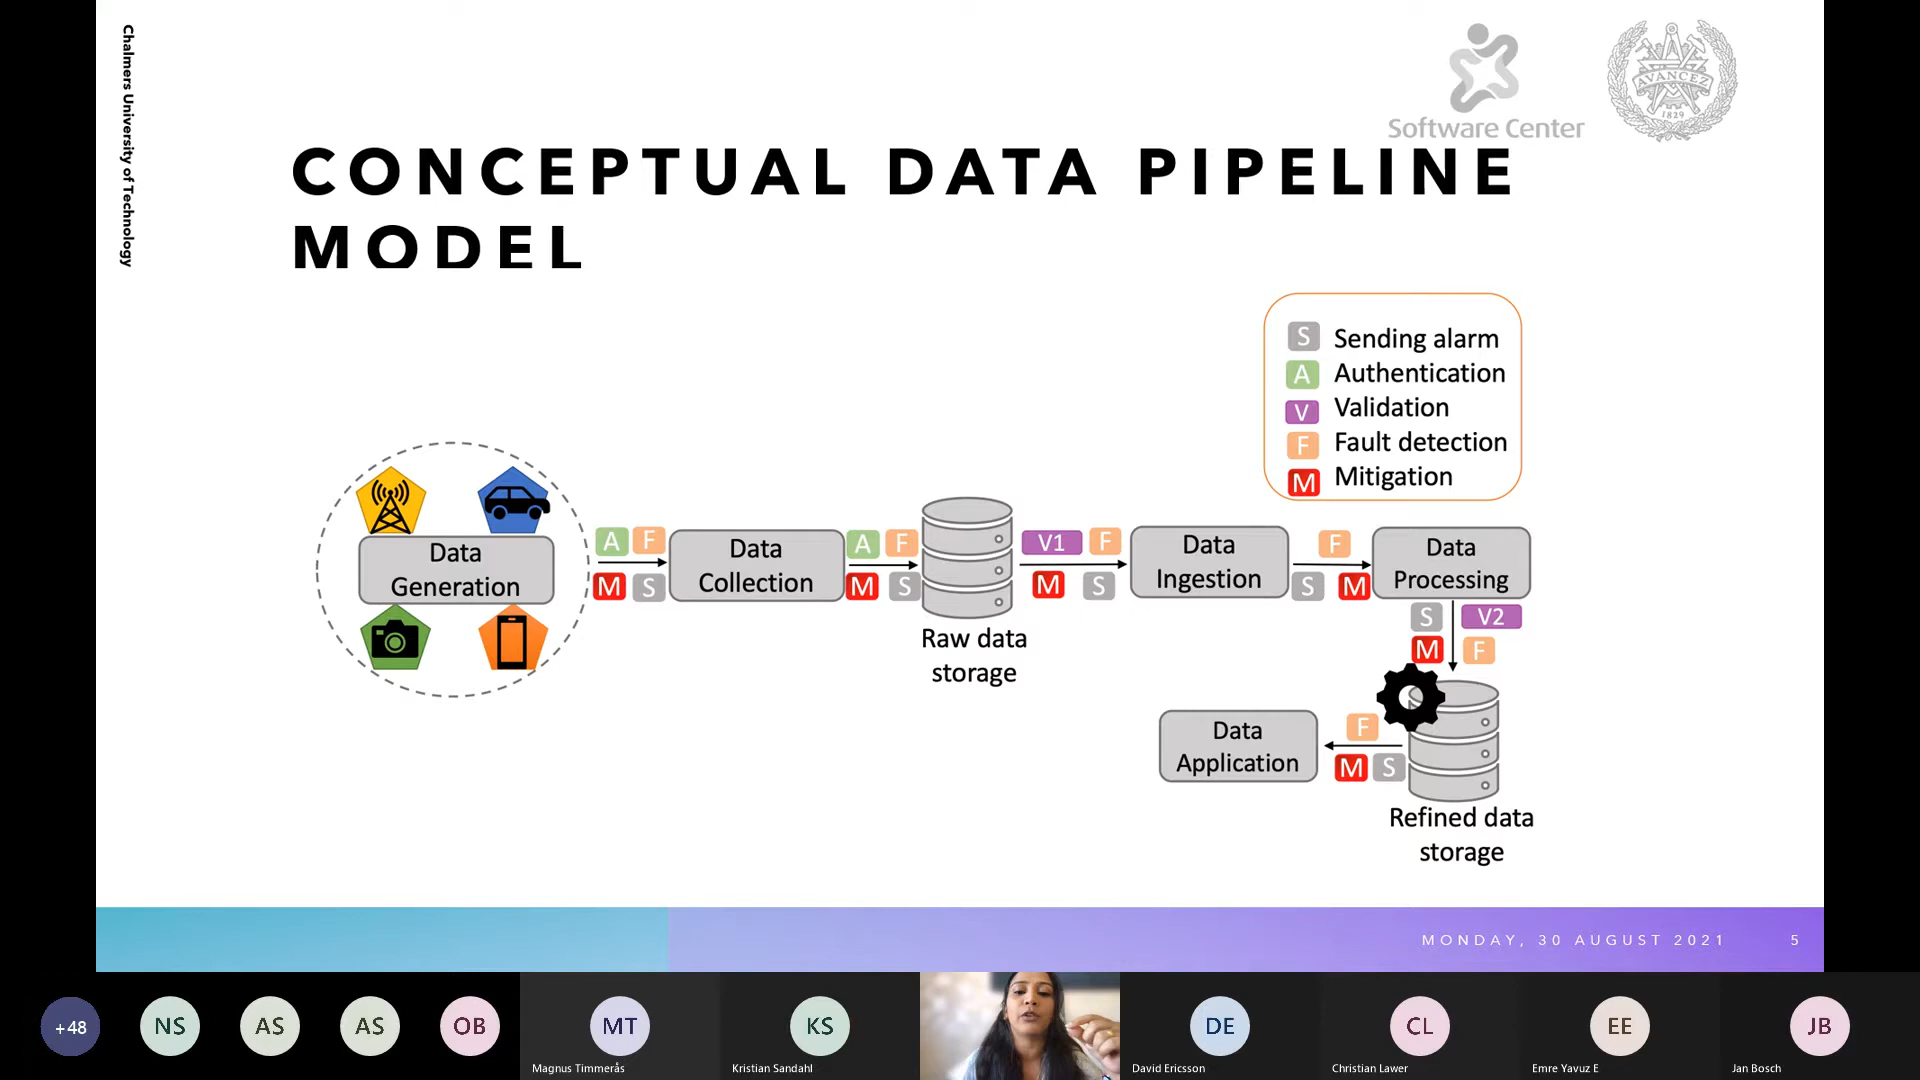 Chalmers University of Technology
Software Center
AVANCEZ
1829
CONCEPTUAL DATA PIPELINE
MODEL
S Sending alarm
A Authentication
V Validation
F Fault detection
M Mitigation
Data
Generation
A F
M S
Data
Collection
A F
M S
Raw data
storage
V1 F
M S
Data
Ingestion
F
S M
Data
Processing
S V2
M F
Refined data
storage
F
M S
Data
Application
MONDAY, 30 AUGUST 2021 5
+48
NS
AS
AS
OB
MT
Magnus Timmerås
KS
Kristian Sandahl
DE
David Ericsson
CL
Christian Lawer
EE
Emre Yavuz E
JB
Jan Bosch